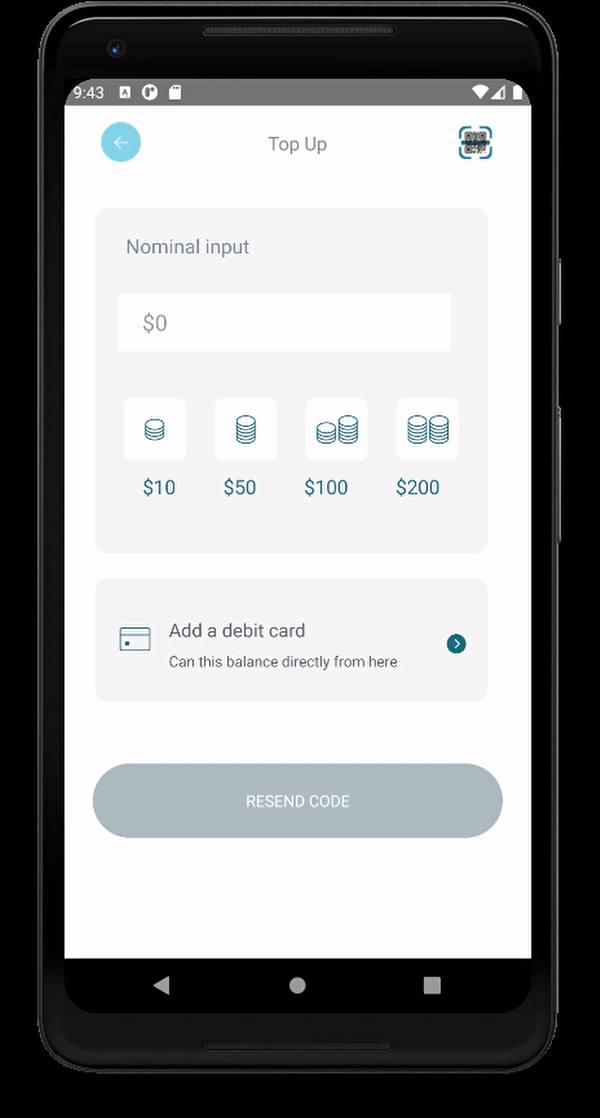 9:43
Top Up
Nominal input
$0
$10 $50 $100 $200
Add a debit card
Can this balance directly from here
RESEND CODE